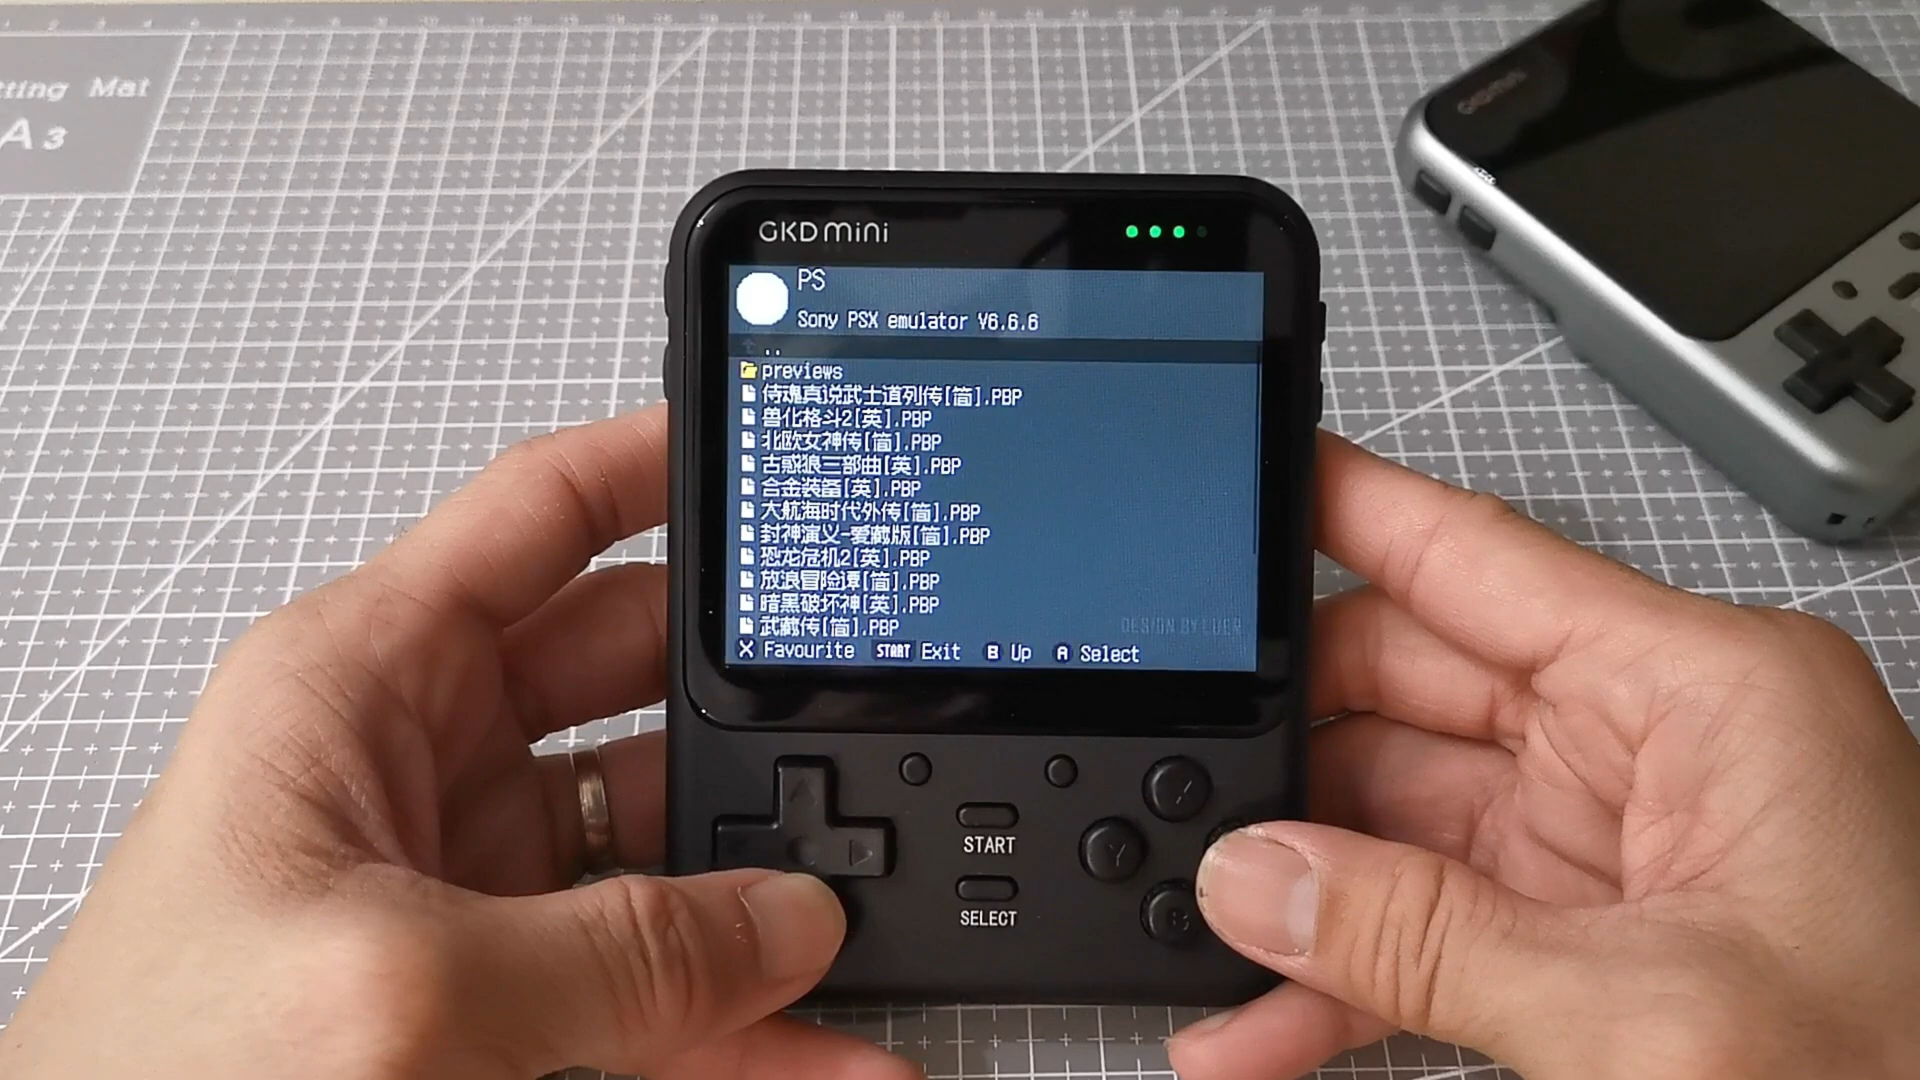 tting Mat
A3
GKD mini
PS
Sony PSX emulator V6.6.6
..
previews
侍魂真说武士道列传[简].PBP
兽化格斗2[英].PBP
北欧女神传[简].PBP
古惑狼三部曲[英].PBP
合金装备[英].PBP
大航海时代外传[简].PBP
封神演义-爱藏版[简].PBP
恐龙危机2[英].PBP
放浪冒险谭[简].PBP
暗黑破坏神[英].PBP
武藏传[简].PBP
DESIGN BY
X Favourite START Exit B Up A Select
START
Y
B
SELECT